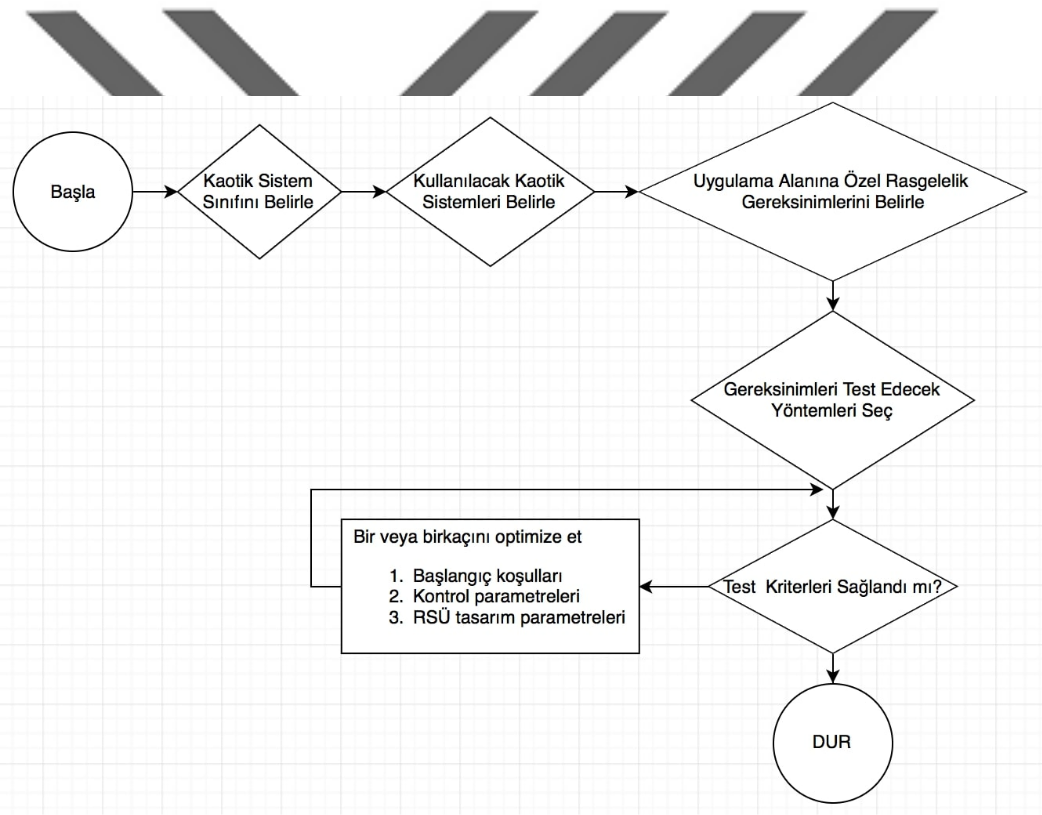 Başla
Kaotik Sistem
Sınıfını Belirle
Kullanılacak Kaotik
Sistemleri Belirle
Uygulama Alanına Özel Rasgelelik
Gereksinimlerini Belirle
Gereksinimleri Test Edecek
Yöntemleri Seç
Test Kriterleri Sağlandı mı?
Bir veya birkaçını optimize et
1. Başlangıç koşulları
2. Kontrol parametreleri
3. RSÜ tasarım parametreleri
DUR